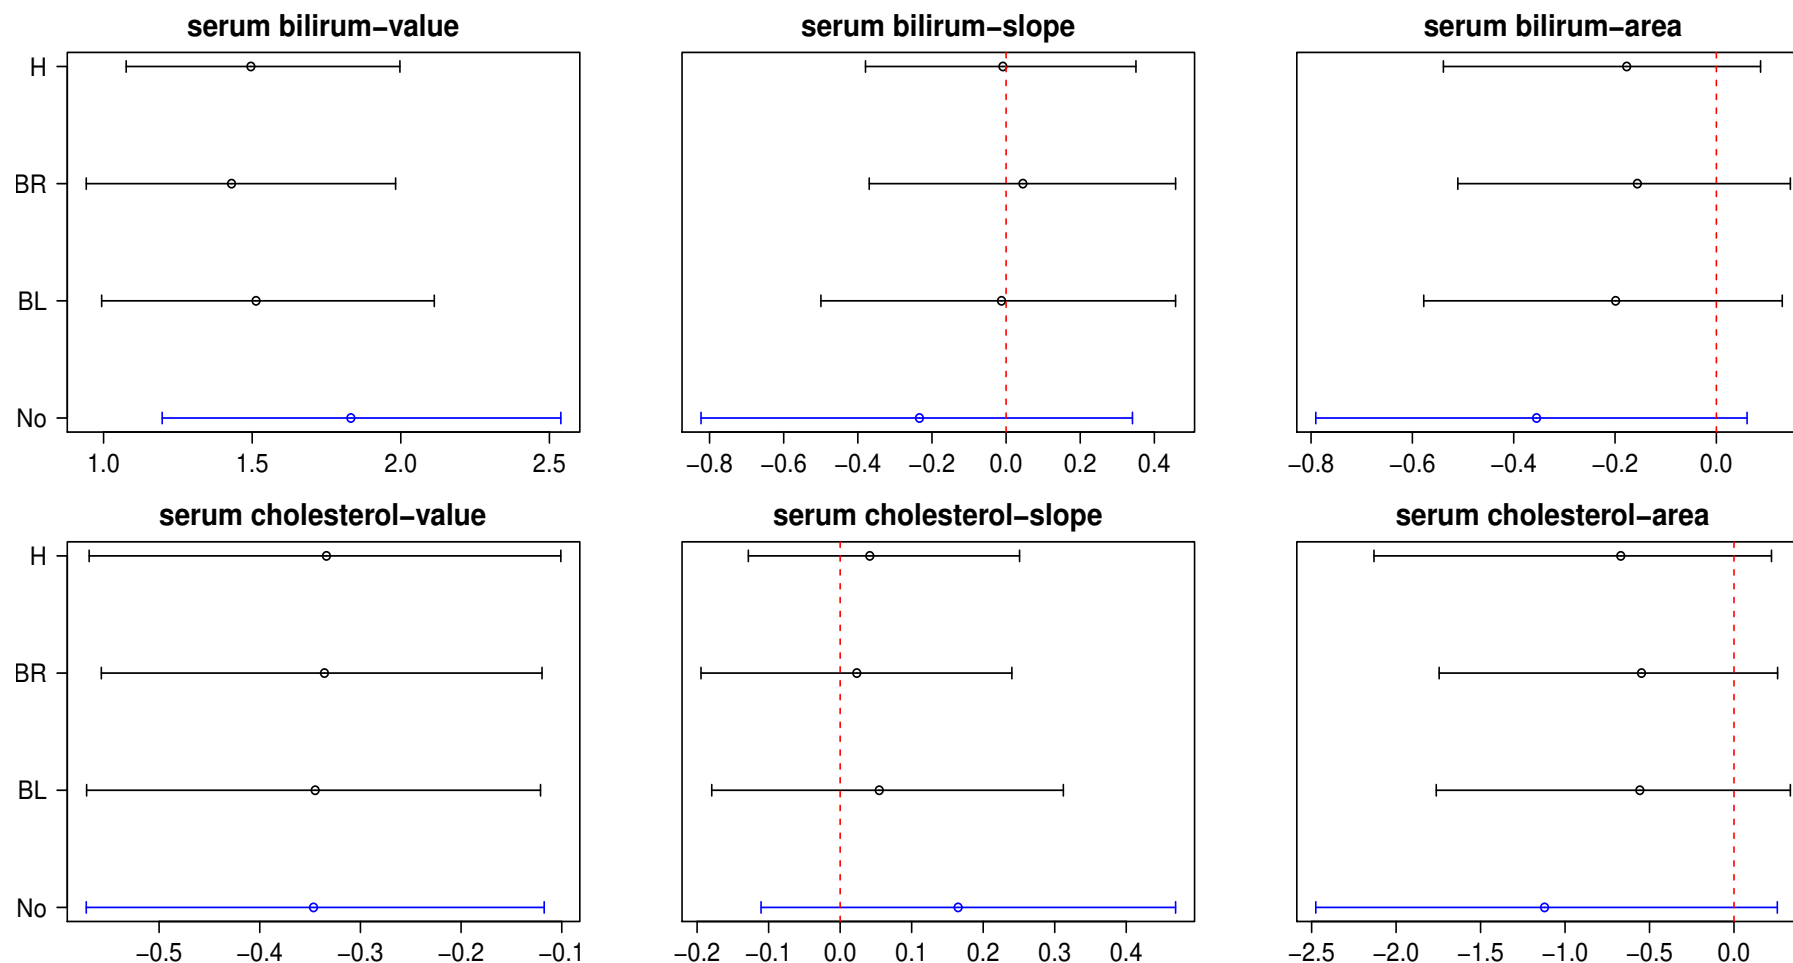 serum bilirum−value
serum bilirum−slope
serum bilirum−area
H
BR
BL
No
1.0 1.5 2.0 2.5
−0.8 −0.6 −0.4 −0.2 0.0 0.2 0.4
−0.8 −0.6 −0.4 −0.2 0.0
serum cholesterol−value
serum cholesterol−slope
serum cholesterol−area
H
BR
BL
No
−0.5 −0.4 −0.3 −0.2 −0.1
−0.2 −0.1 0.0 0.1 0.2 0.3 0.4
−2.5 −2.0 −1.5 −1.0 −0.5 0.0